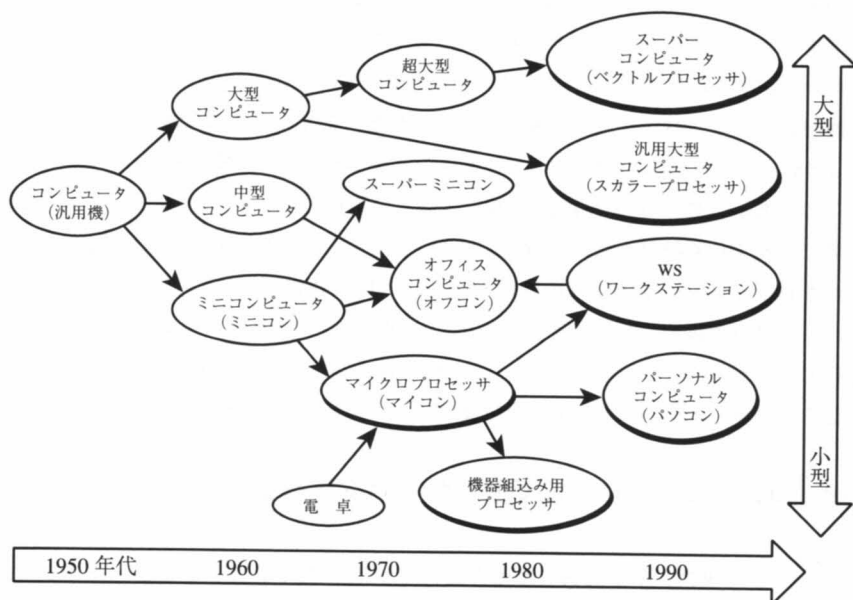 スーパー
コンピュータ
(ベクトルプロセッサ)
超大型
コンピュータ
大型
コンピュータ
汎用大型
コンピュータ
(スカラープロセッサ)
コンピュータ
(汎用機)
中型
コンピュータ
スーパーミニコン
オフィス
コンピュータ
(オフコン)
WS
(ワークステーション)
ミニコンピュータ
(ミニコン)
マイクロプロセッサ
(マイコン)
パーソナル
コンピュータ
(パソコン)
電 卓
機器組込み用
プロセッサ
大型
小型
1950 年代 1960 1970 1980 1990